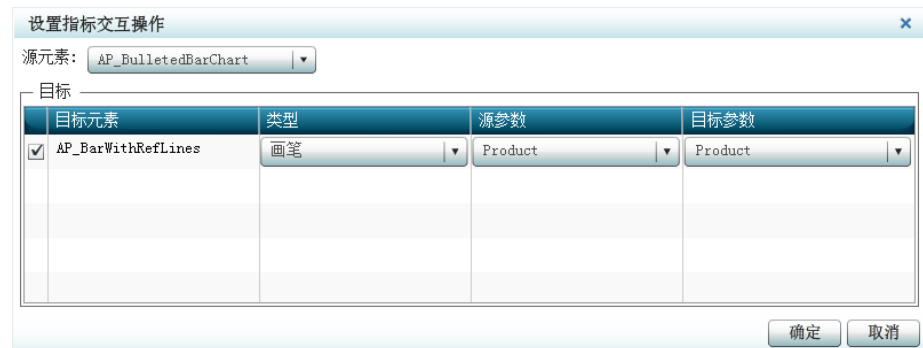 设置指标交互操作
源元素: AP_BulletedBarChart
目标
目标元素 类型 源参数 目标参数
AP_BarWithRefLines 画笔 Product Product
确定 取消